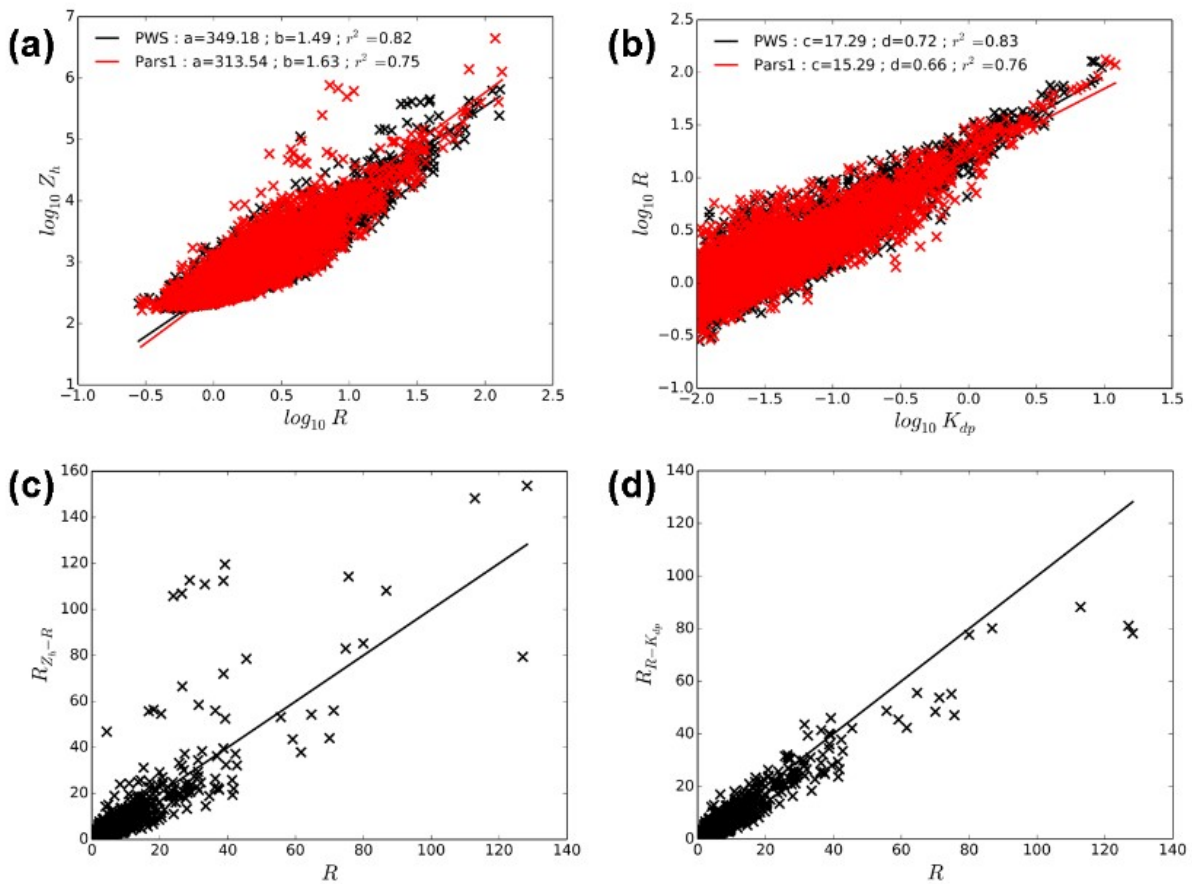 (a)
PWS : a=349.18 ; b=1.49 ; r² =0.82
Pars1 : a=313.54 ; b=1.63 ; r² =0.75
7
6
5
4
3
2
1
log₁₀ Zₕ
−1.0 −0.5 0.0 0.5 1.0 1.5 2.0 2.5
log₁₀ R
(b)
PWS : c=17.29 ; d=0.72 ; r² =0.83
Pars1 : c=15.29 ; d=0.66 ; r² =0.76
2.5
2.0
1.5
1.0
0.5
0.0
−0.5
−1.0
log₁₀ R
−2.0 −1.5 −1.0 −0.5 0.0 0.5 1.0 1.5
log₁₀ K_dp
(c)
160
140
120
100
80
60
40
20
0
R_{Zₕ−R}
0 20 40 60 80 100 120 140
R
(d)
140
120
100
80
60
40
20
0
R_{R−K_dp}
0 20 40 60 80 100 120 140
R